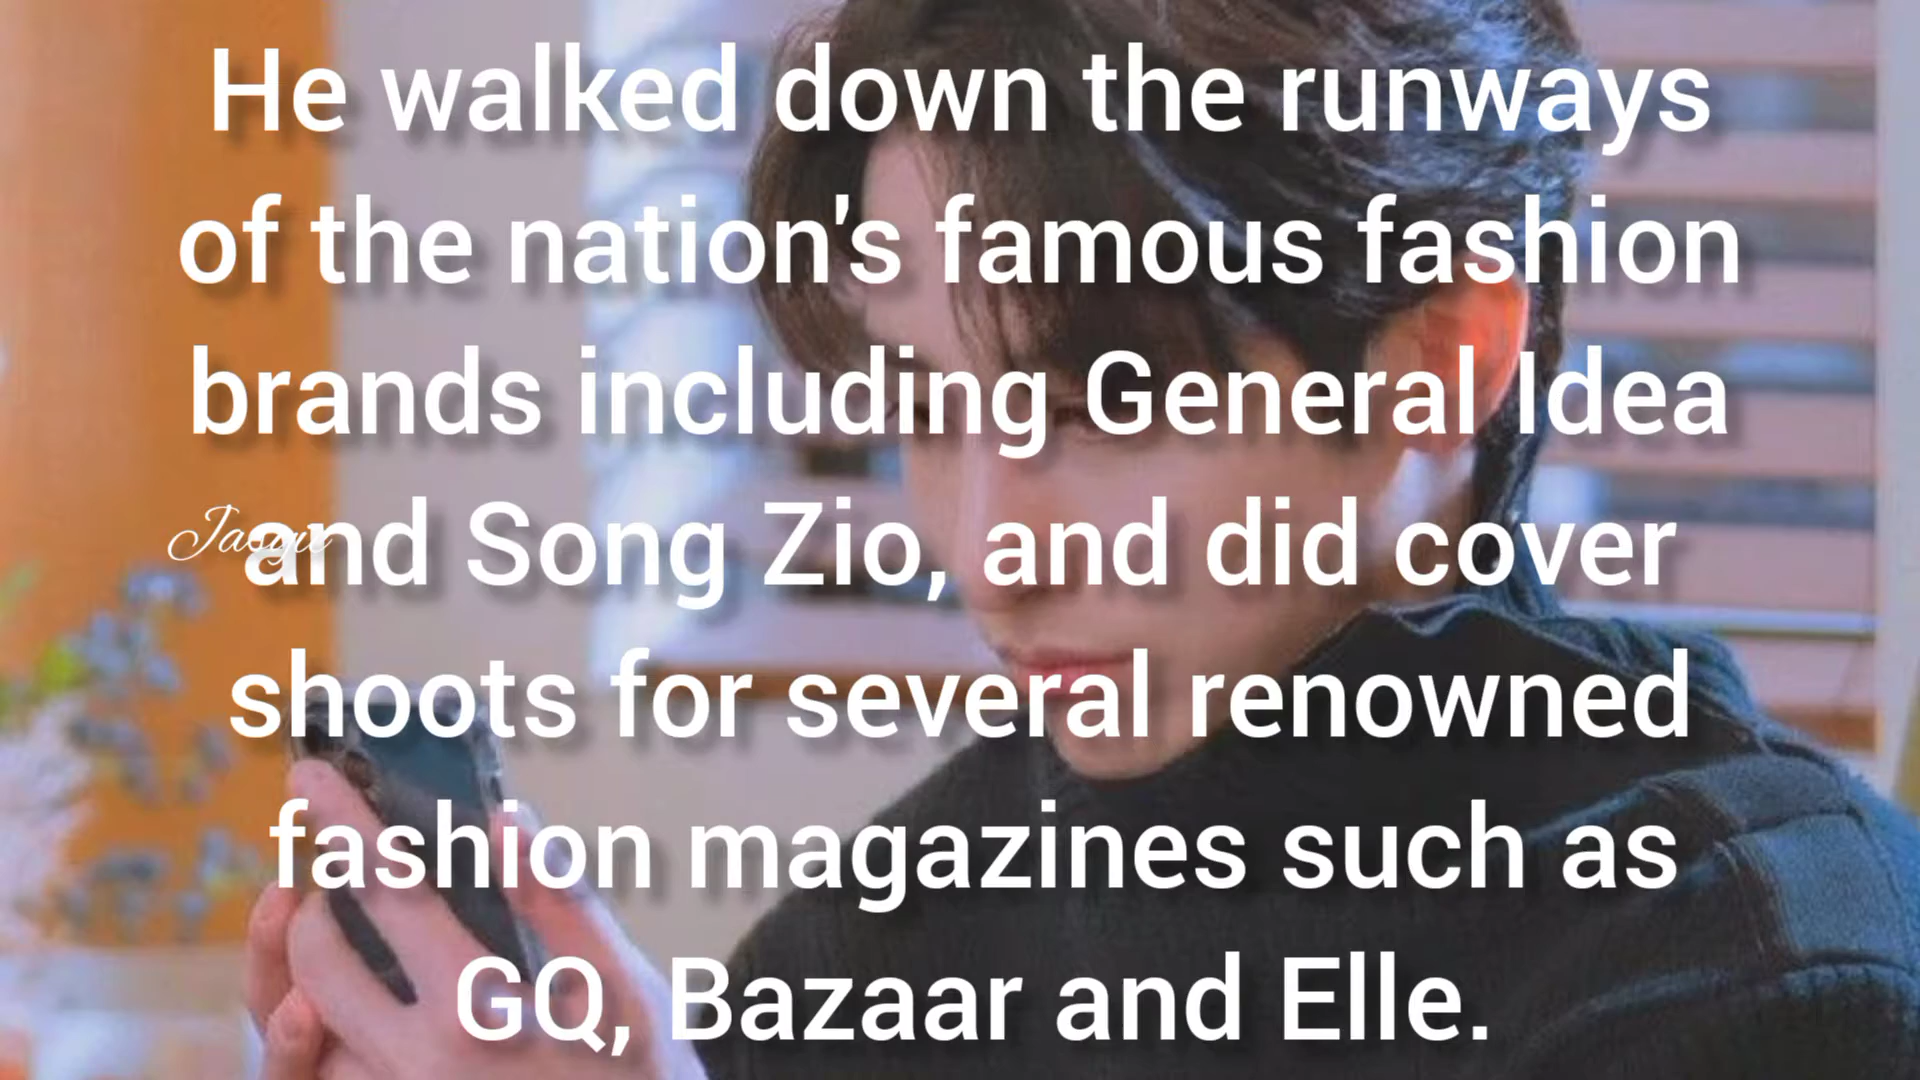 He walked down the runways
of the nation's famous fashion
brands including General Idea
and Song Zio, and did cover
shoots for several renowned
fashion magazines such as
GQ, Bazaar and Elle.